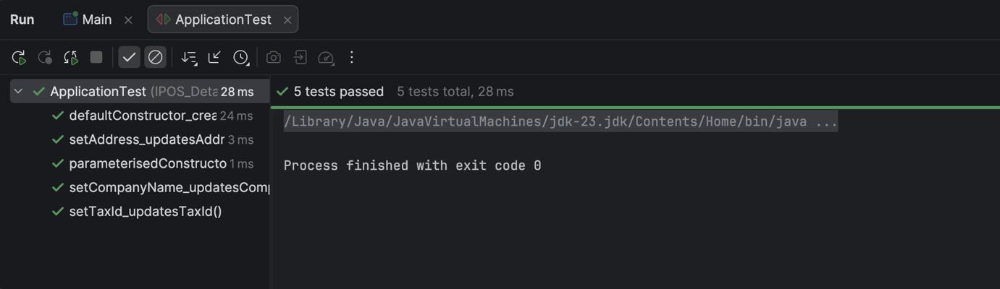 Run Main ApplicationTest
ApplicationTest (IPOS_Deta 28 ms
5 tests passed 5 tests total, 28 ms
defaultConstructor_crea 24 ms
setAddress_updatesAddr 3 ms
parameterisedConstructo 1 ms
setCompanyName_updatesComp
setTaxId_updatesTaxId()
/Library/Java/JavaVirtualMachines/jdk-23.jdk/Contents/Home/bin/java ...
Process finished with exit code 0